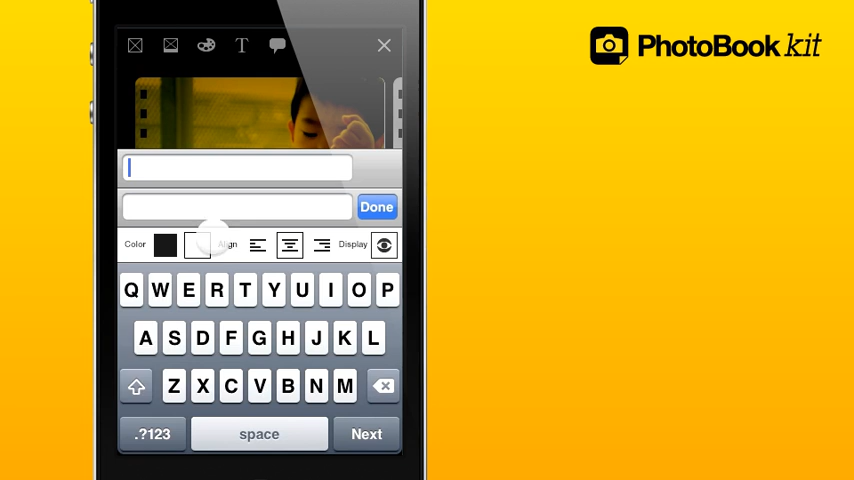 PhotoBook kit
T
Done
Color Align Display
Q W E R T Y U I O P
A S D F G H J K L
Z X C V B N M
.?123 space Next